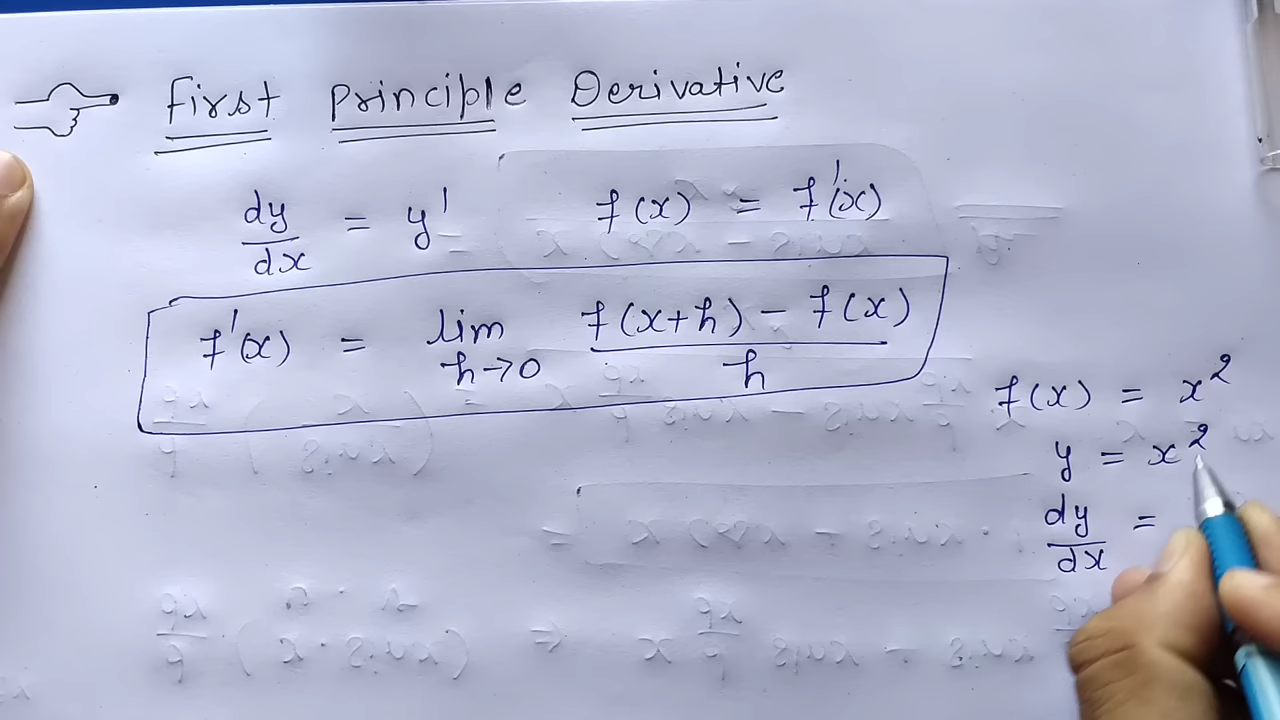 First Principle Derivative
dy/dx = y' f(x) = f'(x)
f'(x) = lim h→0 f(x+h) − f(x) / h
f(x) = x²
y = x²
dy/dx =